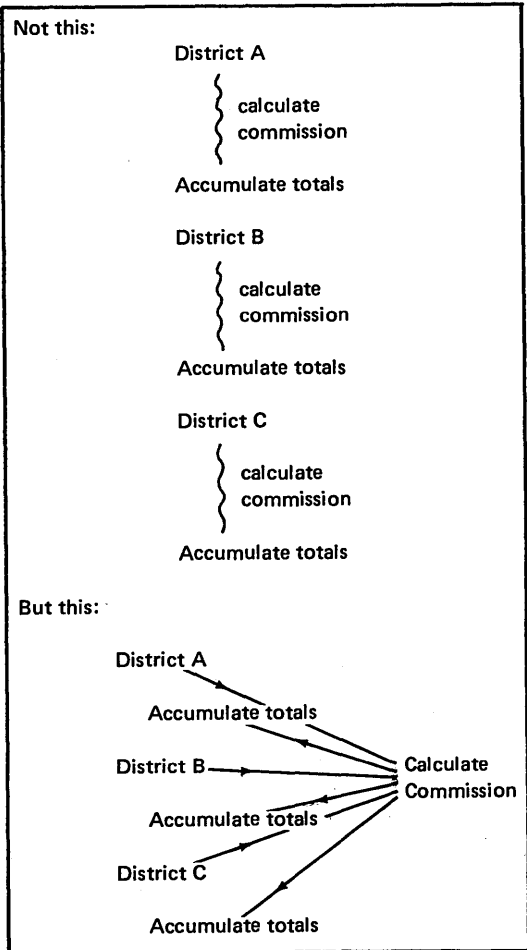 Not this:
District A
calculate
commission
Accumulate totals
District B
calculate
commission
Accumulate totals
District C
calculate
commission
Accumulate totals
But this:
District A
Accumulate totals
District B
Calculate
Commission
Accumulate totals
District C
Accumulate totals